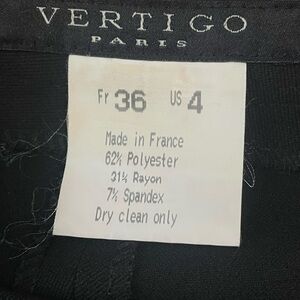 VERTIGO
PARIS
Fr 36 US 4
Made in France
62% Polyester
31% Rayon
7% Spandex
Dry clean only